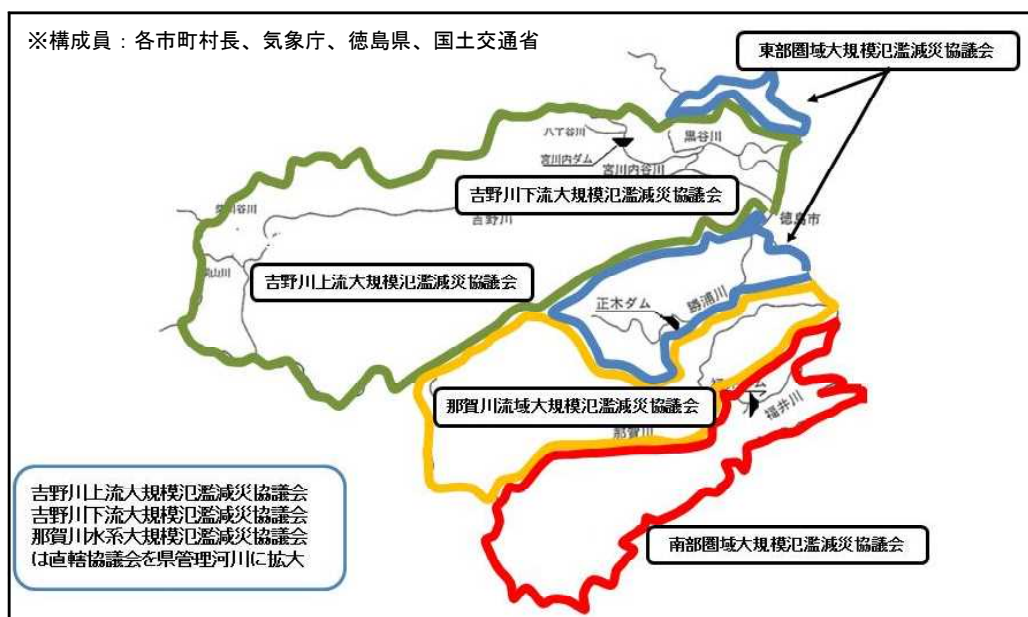 ※構成員：各市町村長、気象庁、徳島県、国土交通省
東部圏域大規模氾濫減災協議会
八丁谷川
黒谷川
宮川内ダム
宮川内谷川
吉野川下流大規模氾濫減災協議会
吉野川
徳島市
吉野川上流大規模氾濫減災協議会
正木ダム
勝浦川
那賀川流域大規模氾濫減災協議会
福井川
那賀川
吉野川上流大規模氾濫減災協議会
吉野川下流大規模氾濫減災協議会
那賀川水系大規模氾濫減災協議会
は直轄協議会を県管理河川に拡大
南部圏域大規模氾濫減災協議会